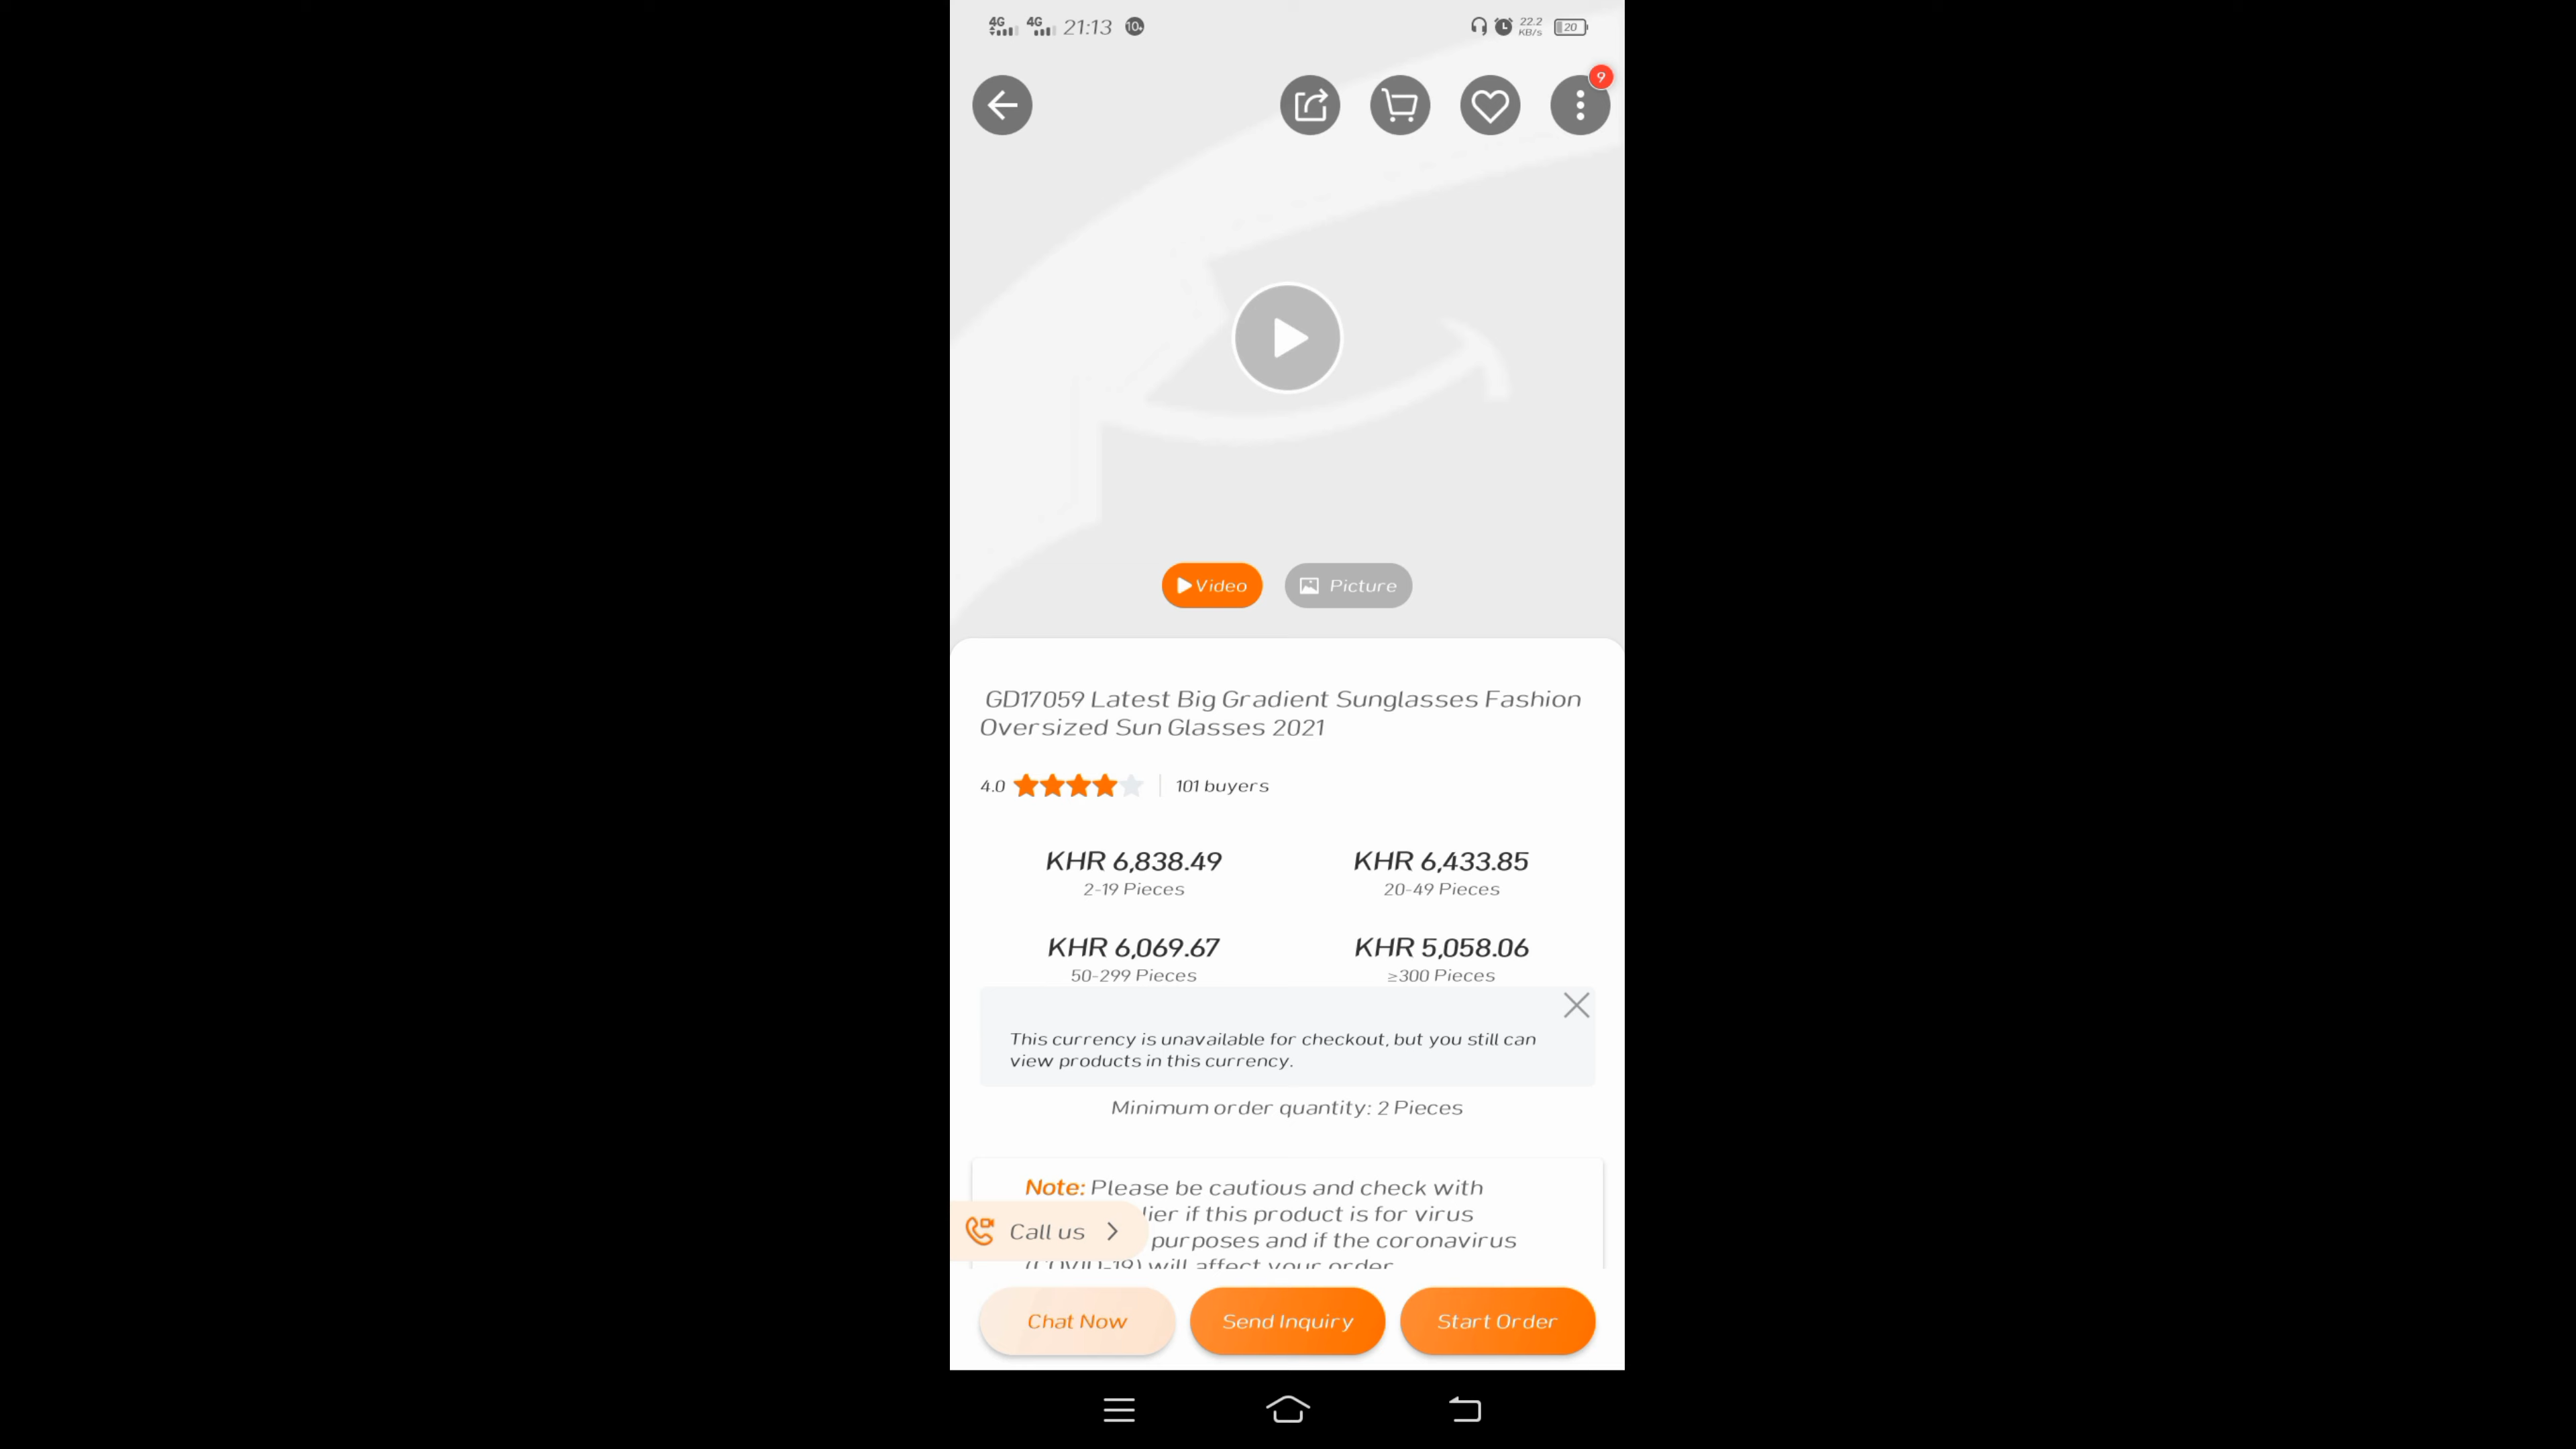 4G 4G 21:13 10+ 22.2 KB/s 20
9
Video Picture
GD17059 Latest Big Gradient Sunglasses Fashion
Oversized Sun Glasses 2021
4.0 101 buyers
KHR 6,838.49 KHR 6,433.85
2-19 Pieces 20-49 Pieces
KHR 6,069.67 KHR 5,058.06
50-299 Pieces ≥300 Pieces
This currency is unavailable for checkout, but you still can
view products in this currency.
Minimum order quantity: 2 Pieces
Note: Please be cautious and check with
lier if this product is for virus
Call us purposes and if the coronavirus
(COVID-19) will affect your order.
Chat Now Send Inquiry Start Order